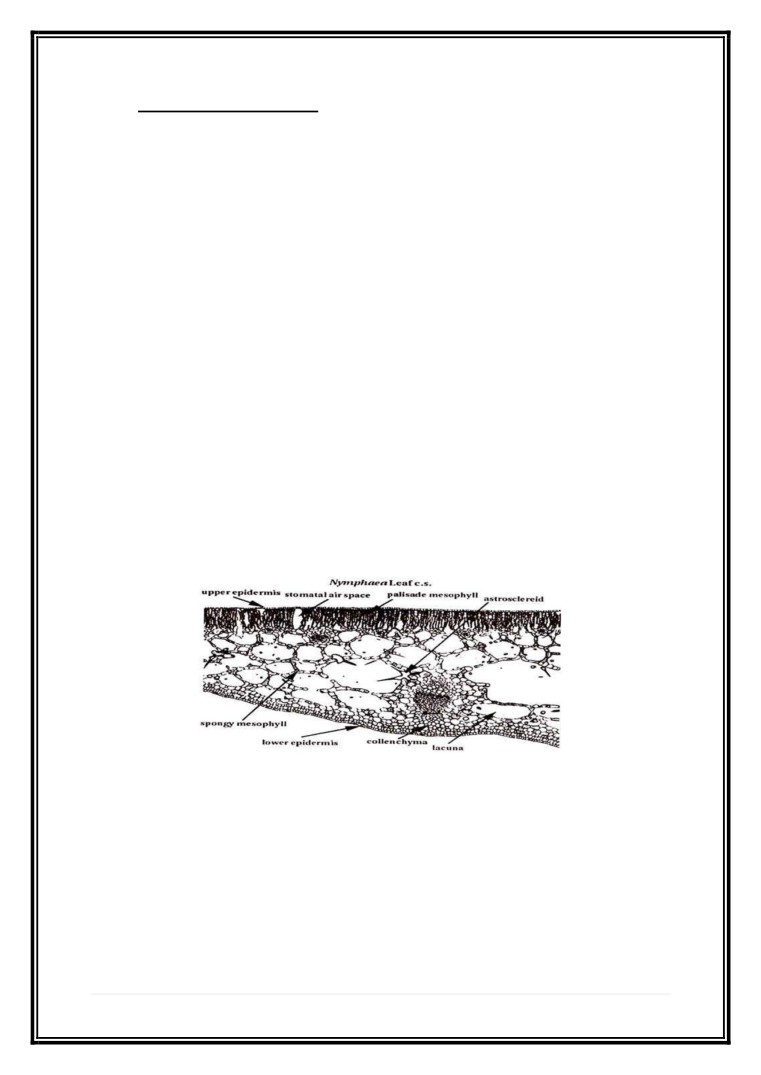 Nymphaea Leaf c.s.
upper epidermis stomatal air space palisade mesophyll astrosclereid
spongy mesophyll
lower epidermis collenchyma lacuna